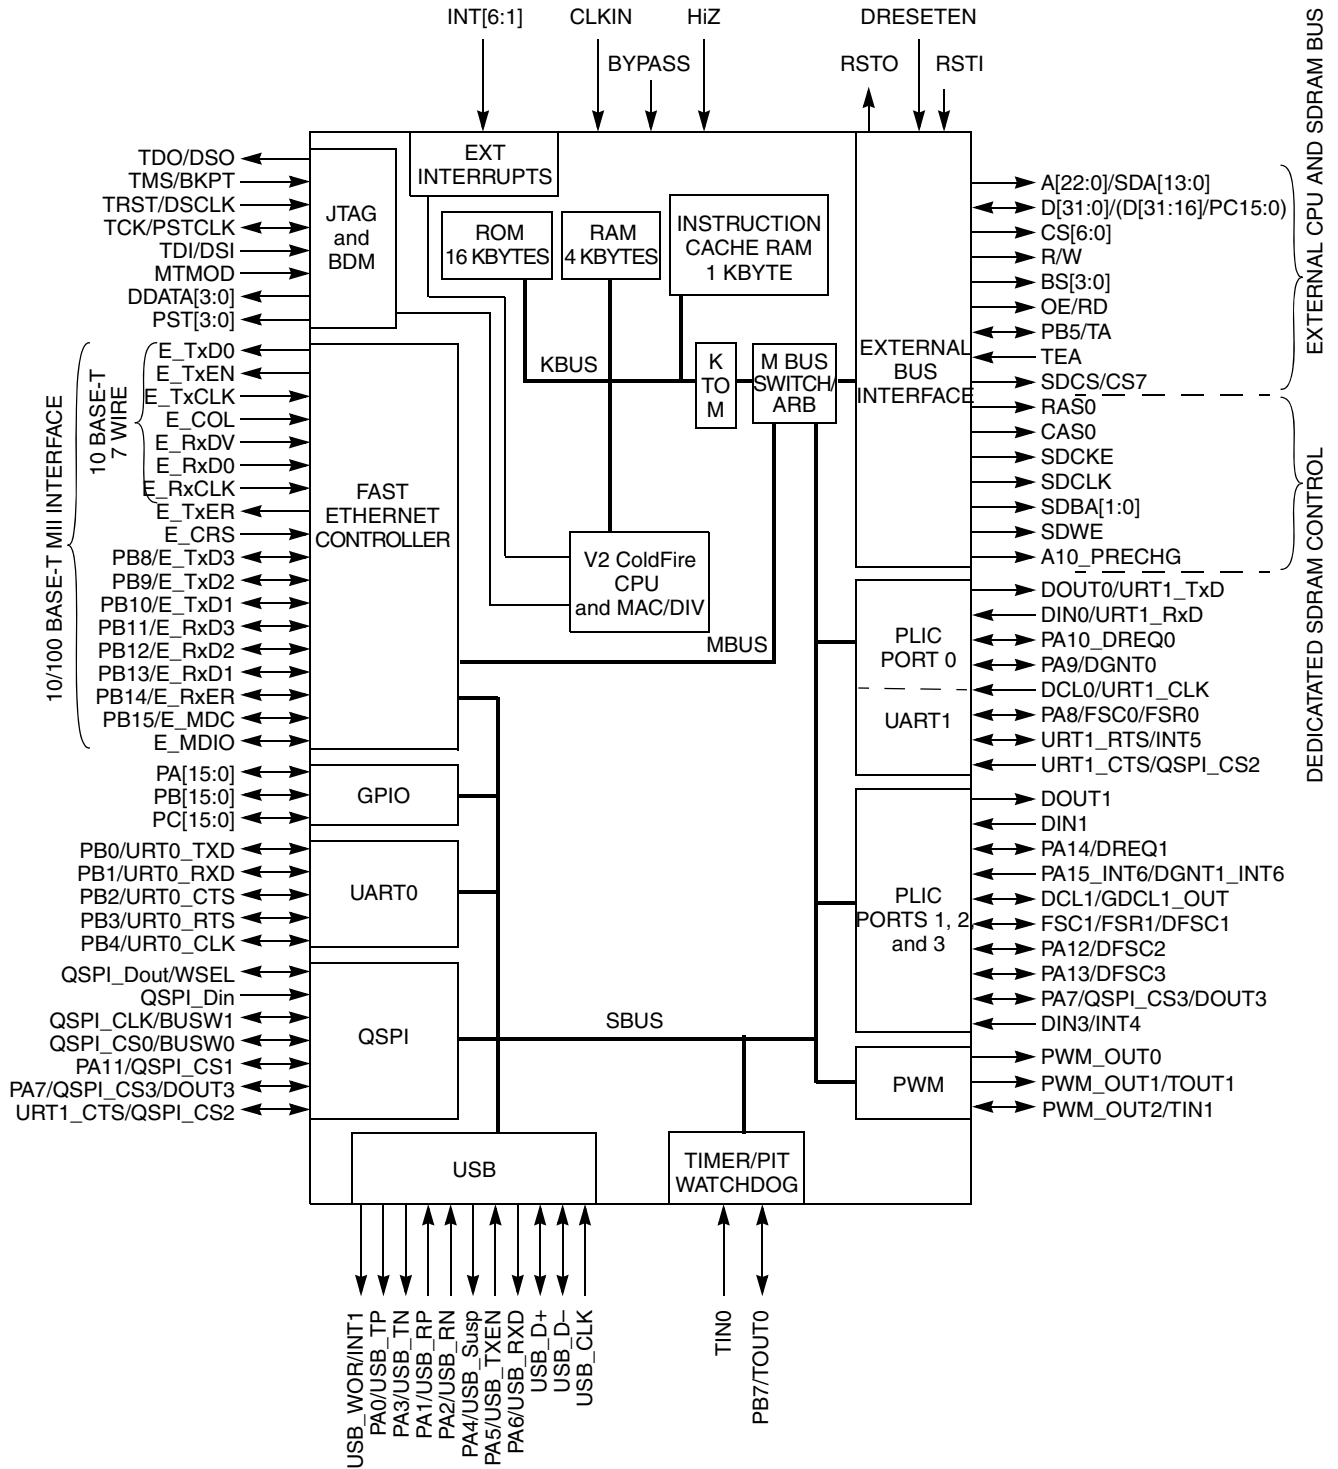 INT[6:1]
CLKIN
HiZ
DRESETEN
BYPASS
RSTO
RSTI
EXT
INTERRUPTS
JTAG
and
BDM
ROM
16 KBYTES
RAM
4 KBYTES
INSTRUCTION
CACHE RAM
1 KBYTE
KBUS
K
TO
M
M BUS
SWITCH/
ARB
EXTERNAL
BUS
INTERFACE
FAST
ETHERNET
CONTROLLER
V2 ColdFire
CPU
and MAC/DIV
MBUS
GPIO
UART0
QSPI
SBUS
USB
TIMER/PIT
WATCHDOG
PLIC
PORT 0
UART1
PLIC
PORTS 1, 2,
and 3
PWM
TDO/DSO
TMS/BKPT
TRST/DSCLK
TCK/PSTCLK
TDI/DSI
MTMOD
DDATA[3:0]
PST[3:0]
10/100 BASE-T MII INTERFACE
10 BASE-T
7 WIRE
E_TxD0
E_TxEN
E_TxCLK
E_COL
E_RxDV
E_RxD0
E_RxCLK
E_TxER
E_CRS
PB8/E_TxD3
PB9/E_TxD2
PB10/E_TxD1
PB11/E_RxD3
PB12/E_RxD2
PB13/E_RxD1
PB14/E_RxER
PB15/E_MDC
E_MDIO
PA[15:0]
PB[15:0]
PC[15:0]
PB0/URT0_TXD
PB1/URT0_RXD
PB2/URT0_CTS
PB3/URT0_RTS
PB4/URT0_CLK
QSPI_Dout/WSEL
QSPI_Din
QSPI_CLK/BUSW1
QSPI_CS0/BUSW0
PA11/QSPI_CS1
PA7/QSPI_CS3/DOUT3
URT1_CTS/QSPI_CS2
A[22:0]/SDA[13:0]
D[31:0]/(D[31:16]/PC15:0)
CS[6:0]
R/W
BS[3:0]
OE/RD
PB5/TA
TEA
SDCS/CS7
RAS0
CAS0
SDCKE
SDCLK
SDBA[1:0]
SDWE
A10_PRECHG
EXTERNAL CPU AND SDRAM BUS
DEDICATATED SDRAM CONTROL
DOUT0/URT1_TxD
DIN0/URT1_RxD
PA10_DREQ0
PA9/DGNT0
DCL0/URT1_CLK
PA8/FSC0/FSR0
URT1_RTS/INT5
URT1_CTS/QSPI_CS2
DOUT1
DIN1
PA14/DREQ1
PA15_INT6/DGNT1_INT6
DCL1/GDCL1_OUT
FSC1/FSR1/DFSC1
PA12/DFSC2
PA13/DFSC3
PA7/QSPI_CS3/DOUT3
DIN3/INT4
PWM_OUT0
PWM_OUT1/TOUT1
PWM_OUT2/TIN1
USB_WOR/INT1
PA0/USB_TP
PA3/USB_TN
PA1/USB_RP
PA2/USB_RN
PA4/USB_Susp
PA5/USB_TXEN
PA6/USB_RXD
USB_D+
USB_D–
USB_CLK
TIN0
PB7/TOUT0